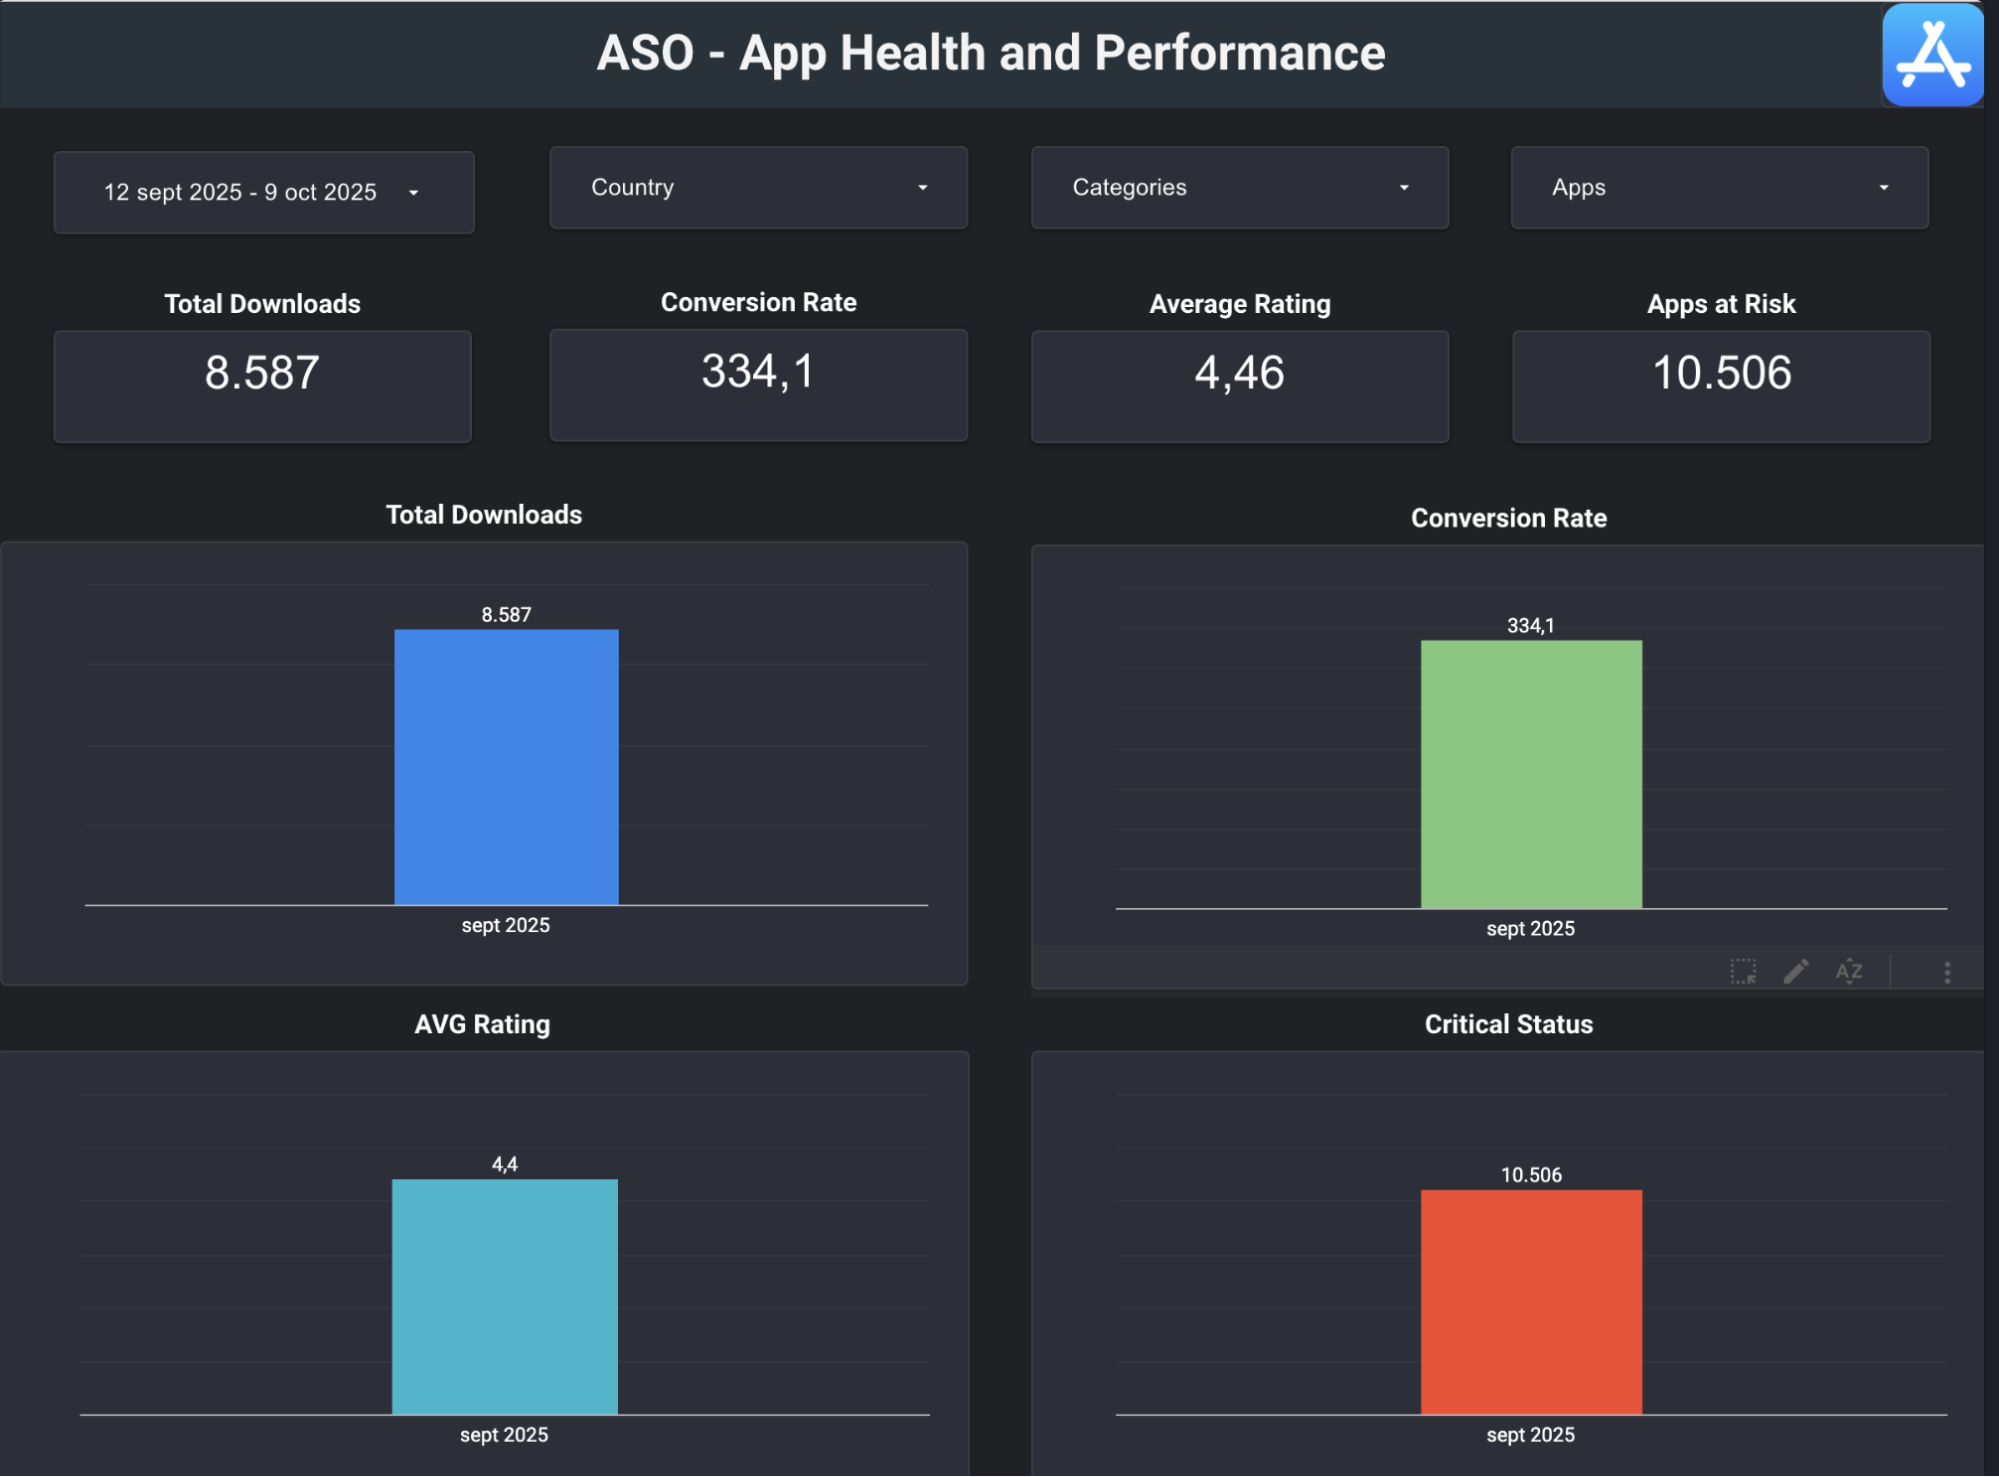 ASO - App Health and Performance
12 sept 2025 - 9 oct 2025
Country
Categories
Apps
Total Downloads
Conversion Rate
Average Rating
Apps at Risk
8.587
334,1
4,46
10.506
Total Downloads
Conversion Rate
8.587
sept 2025
334,1
sept 2025
AZ
AVG Rating
Critical Status
4,4
sept 2025
10.506
sept 2025